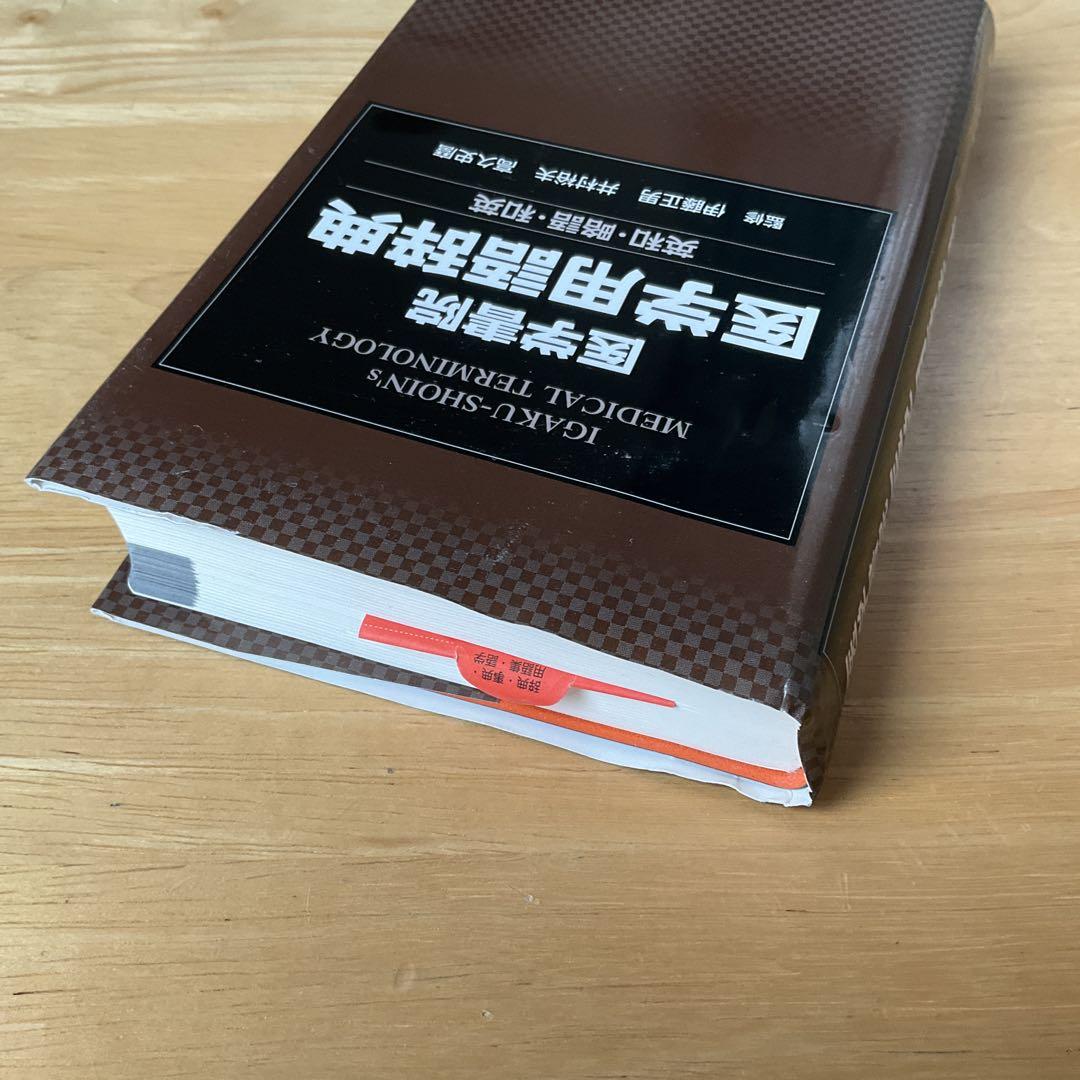 IGAKU-SHOIN's
MEDICAL TERMINOLOGY
医学書院
医学用語辞典
英和・略語・和英
監修 伊藤正男 井村裕夫 高久史麿
辞典・事典・
用語集・語学